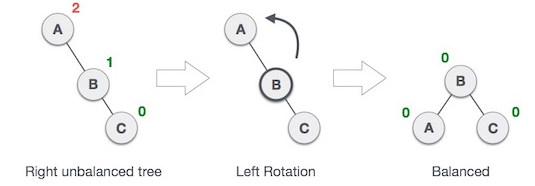 A 2
B 1
C 0
Right unbalanced tree
A
B
C
Left Rotation
0
B
0 0
A C
Balanced